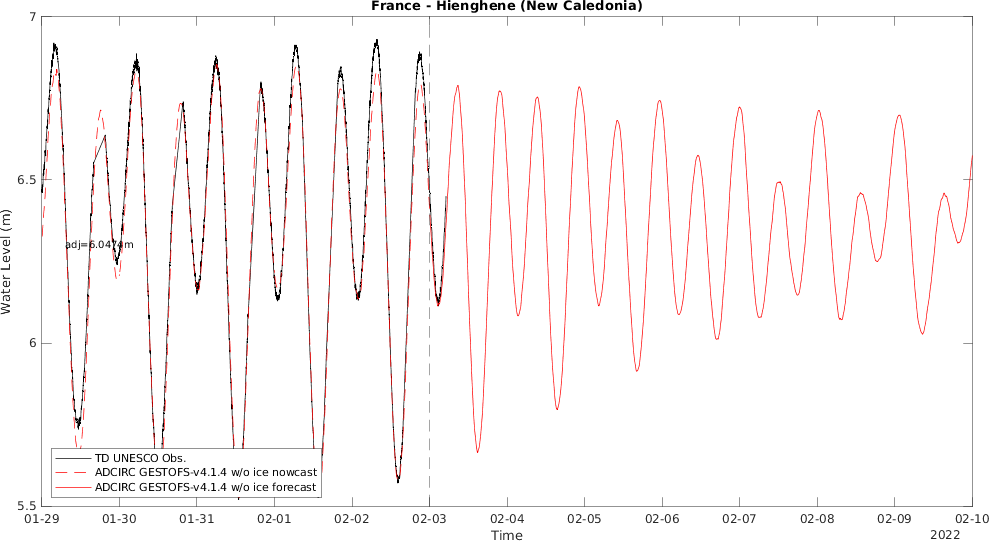 France - Hienghene (New Caledonia)
7
6.5
6
5.5
Water Level (m)
adj=6.0474m
TD UNESCO Obs.
ADCIRC GESTOFS-v4.1.4 w/o ice nowcast
ADCIRC GESTOFS-v4.1.4 w/o ice forecast
01-29 01-30 01-31 02-01 02-02 02-03 02-04 02-05 02-06 02-07 02-08 02-09 02-10
Time
2022